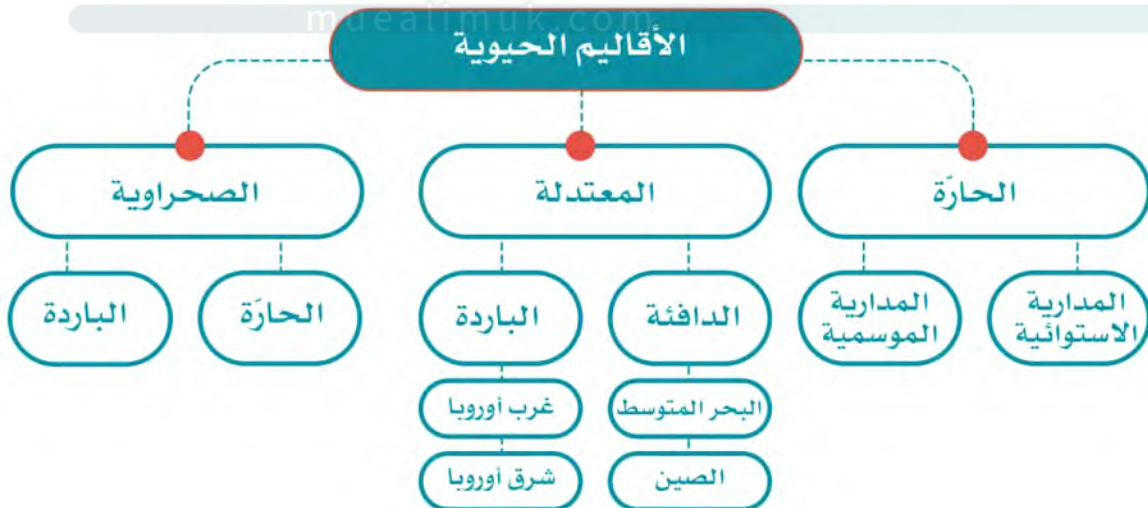 muealimuk.com
الأقاليم الحيوية
الحارّة
المعتدلة
الصحراوية
المدارية
الاستوائية
المدارية
الموسمية
الدافئة
الباردة
الحارّة
الباردة
البحر المتوسط
غرب أوروبا
الصين
شرق أوروبا